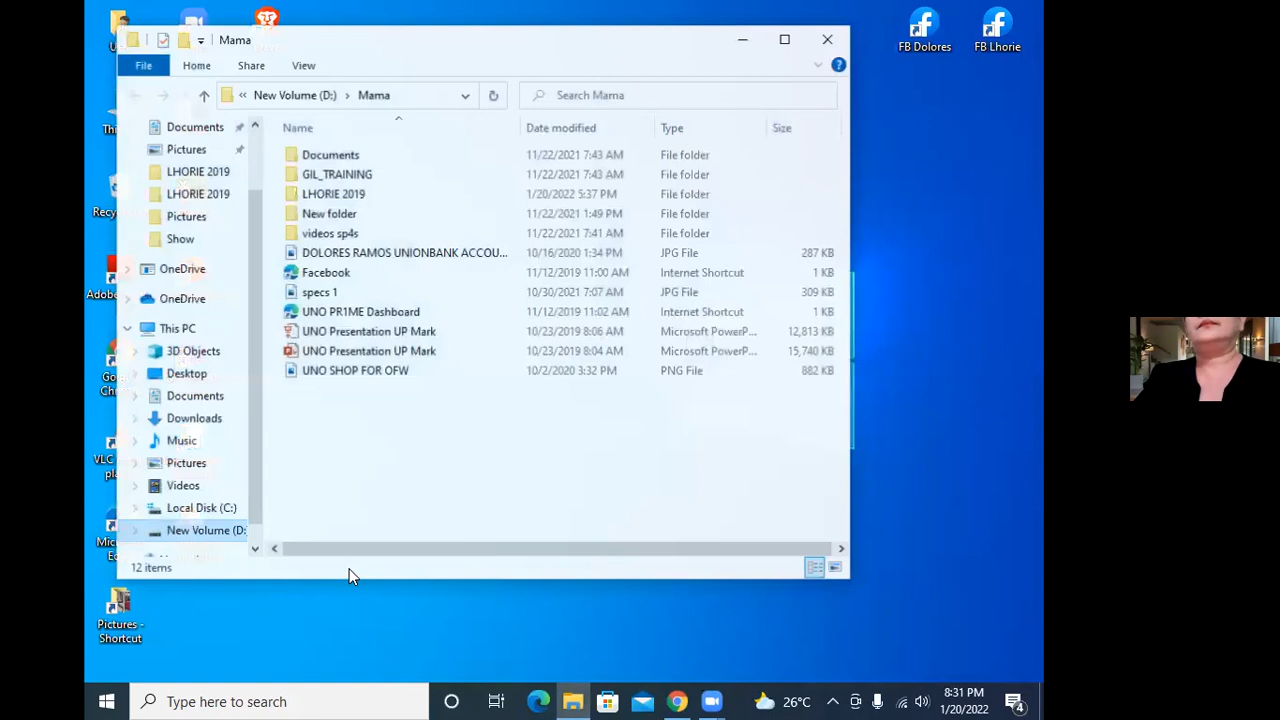 FB Dolores
FB Lhorie
Mama
File
Home
Share
View
New Volume (D:) › Mama
Search Mama
Name
Date modified
Type
Size
Documents
Pictures
LHORIE 2019
LHORIE 2019
Pictures
Show
OneDrive
OneDrive
This PC
3D Objects
Desktop
Documents
Downloads
Music
Pictures
Videos
Local Disk (C:)
New Volume (D:
Documents 11/22/2021 7:43 AM File folder
GIL_TRAINING 11/22/2021 7:43 AM File folder
LHORIE 2019 1/20/2022 5:37 PM File folder
New folder 11/22/2021 1:49 PM File folder
videos sp4s 11/22/2021 7:41 AM File folder
DOLORES RAMOS UNIONBANK ACCOU... 10/16/2020 1:34 PM JPG File 287 KB
Facebook 11/12/2019 11:00 AM Internet Shortcut 1 KB
specs 1 10/30/2021 7:07 AM JPG File 309 KB
UNO PR1ME Dashboard 11/12/2019 11:02 AM Internet Shortcut 1 KB
UNO Presentation UP Mark 10/23/2019 8:06 AM Microsoft PowerP... 12,813 KB
UNO Presentation UP Mark 10/23/2019 8:04 AM Microsoft PowerP... 15,740 KB
UNO SHOP FOR OFW 10/2/2020 3:32 PM PNG File 882 KB
12 items
Pictures -
Shortcut
Type here to search
26°C
8:31 PM
1/20/2022
4